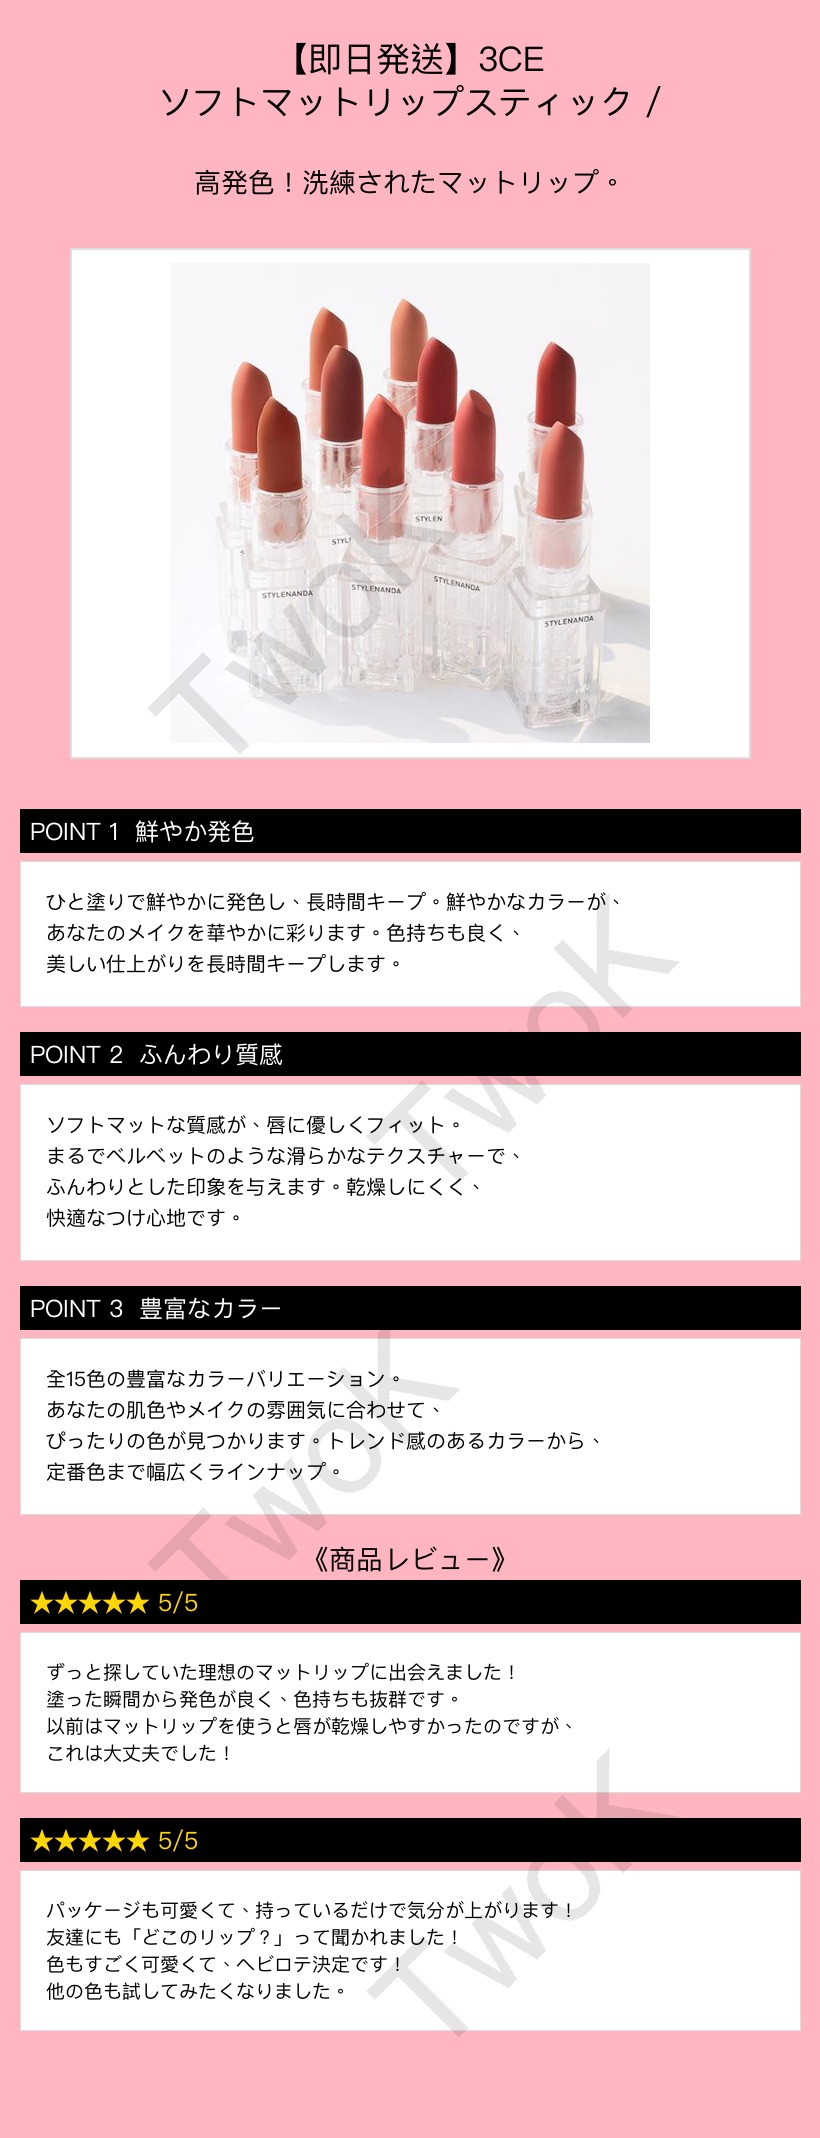 【即日発送】3CE
ソフトマットリップスティック /
高発色！洗練されたマットリップ。
STYLEN
STYL
S
STYLENANDA
STYLENANDA
STYLENANDA
STYLENANDA
TwoK
POINT 1 鮮やか発色
ひと塗りで鮮やかに発色し、長時間キープ。鮮やかなカラーが、
あなたのメイクを華やかに彩ります。色持ちも良く、
美しい仕上がりを長時間キープします。
TwoK
POINT 2 ふんわり質感
ソフトマットな質感が、唇に優しくフィット。
まるでベルベットのような滑らかなテクスチャーで、
ふんわりとした印象を与えます。乾燥しにくく、
快適なつけ心地です。
POINT 3 豊富なカラー
全15色の豊富なカラーバリエーション。
あなたの肌色やメイクの雰囲気に合わせて、
ぴったりの色が見つかります。トレンド感のあるカラーから、
定番色まで幅広くラインナップ。
TwoK
《商品レビュー》
★★★★★ 5/5
ずっと探していた理想のマットリップに出会えました！
塗った瞬間から発色が良く、色持ちも抜群です。
以前はマットリップを使うと唇が乾燥しやすかったのですが、
これは大丈夫でした！
★★★★★ 5/5
パッケージも可愛くて、持っているだけで気分が上がります！
友達にも「どこのリップ？」って聞かれました！
色もすごく可愛くて、ヘビロテ決定です！
他の色も試してみたくなりました。
TwoK